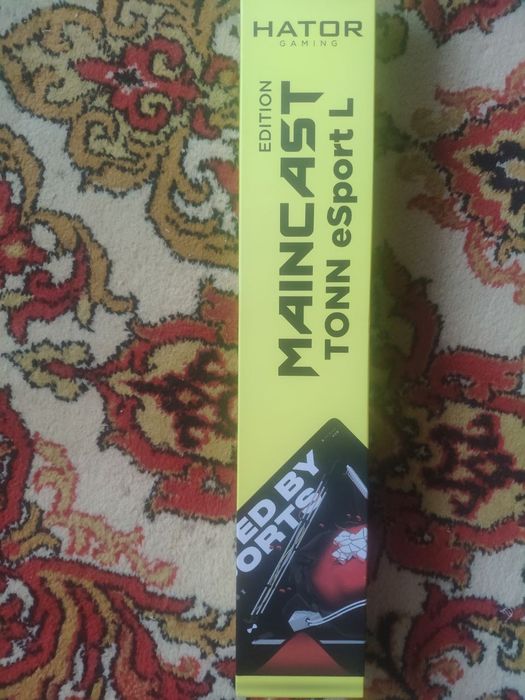 HATOR
GAMING
EDITION
MAINCAST
TONN eSport L
ED BY
ORTS